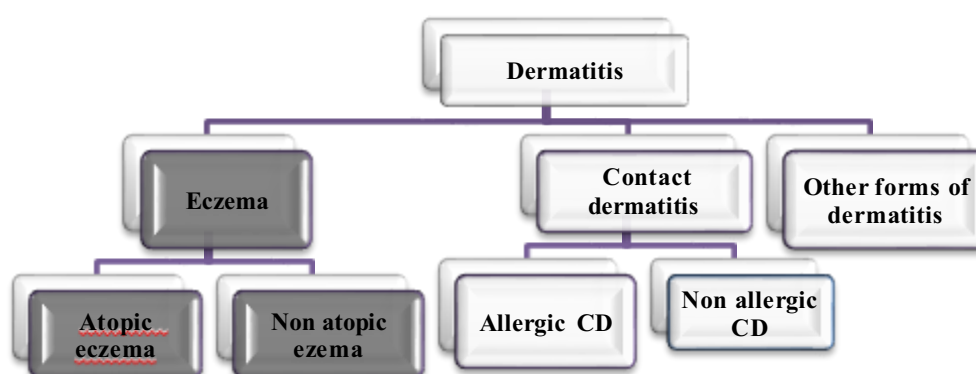 Dermatitis
Eczema
Contact
dermatitis
Other forms of
dermatitis
Atopic
eczema
Non atopic
ezema
Allergic CD
Non allergic
CD